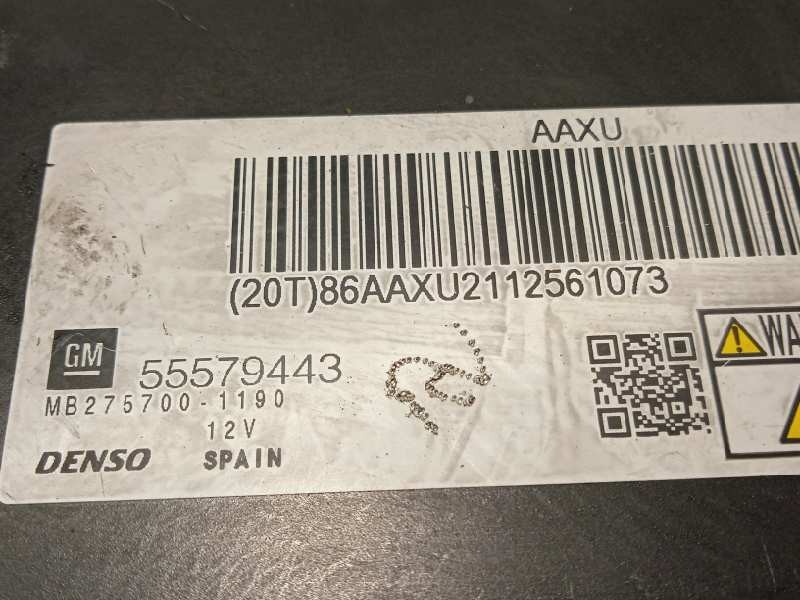 AAXU
(20T)86AAXU2112561073
GM 55579443
MB275700-1190
12V
DENSO SPAIN